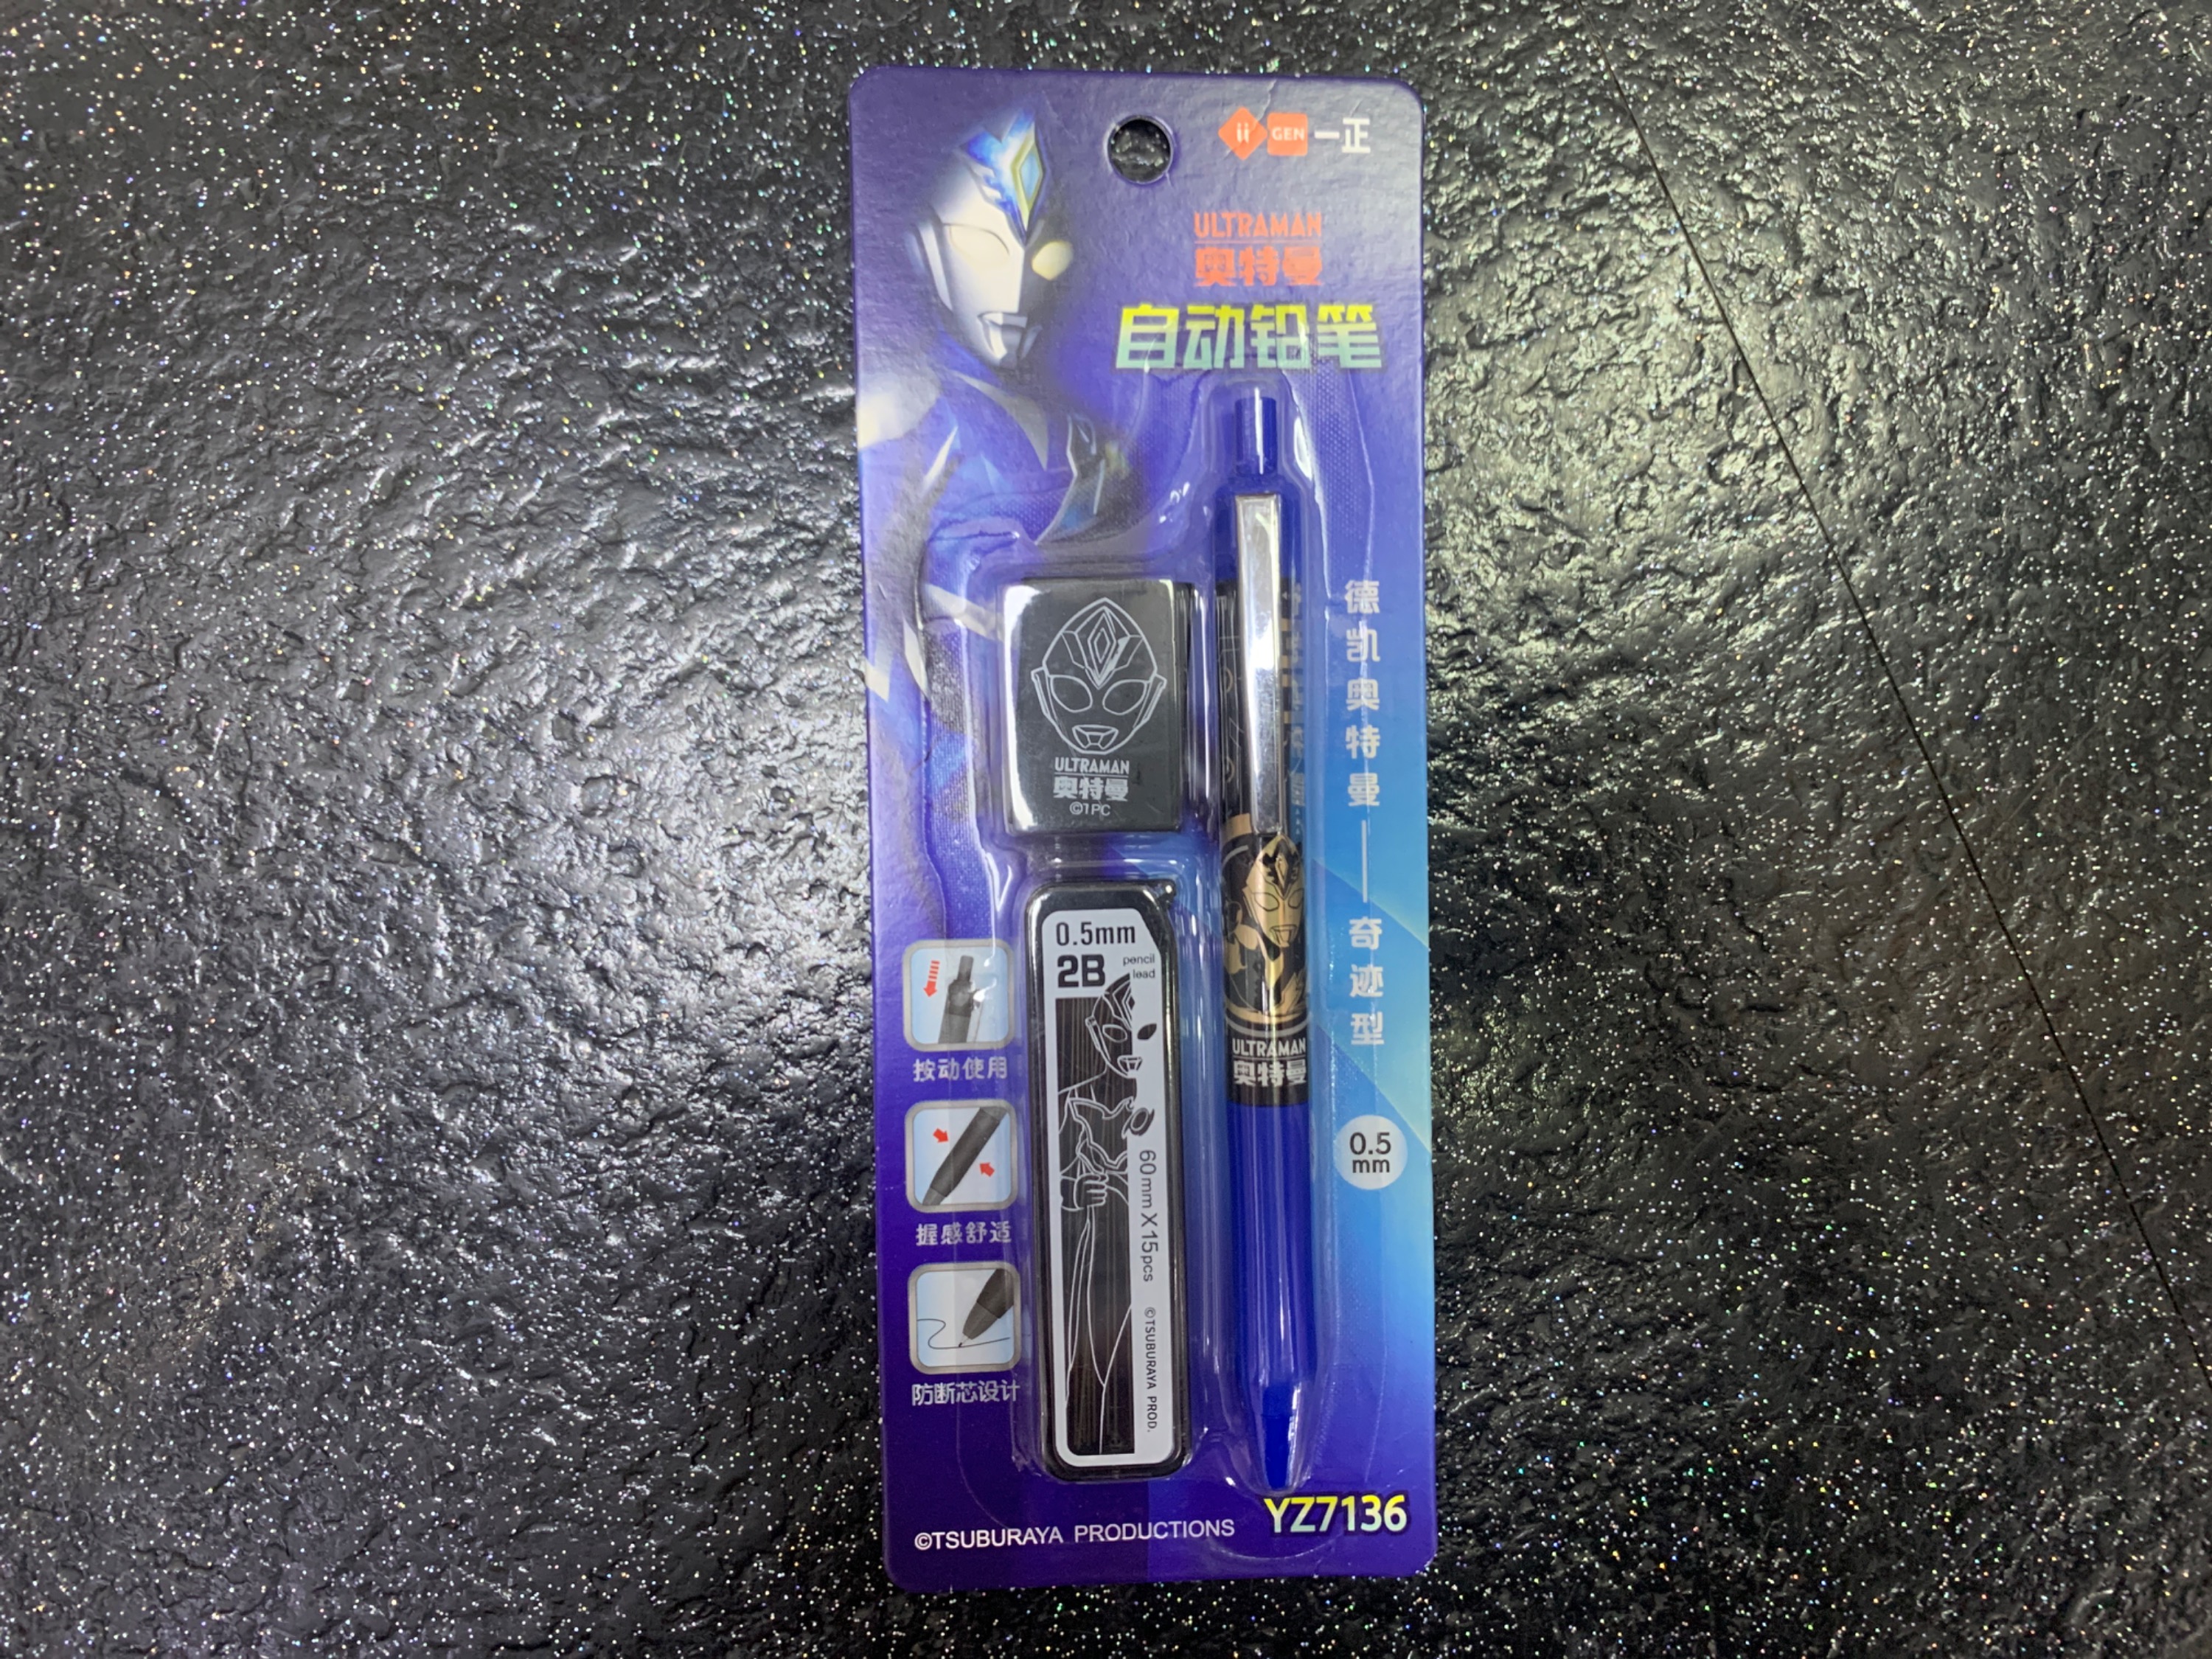 ii GEN 一正
ULTRAMAN
奥特曼
自动铅笔
德凯奥特曼——奇迹型
0.5
mm
ULTRAMAN
奥特曼
©TPC
0.5mm
2B pencil
lead
60mm X 15pcs
©TSUBURAYA PROD.
ULTRAMAN
奥特曼
按动使用
握感舒适
防断芯设计
©TSUBURAYA PRODUCTIONS
YZ7136